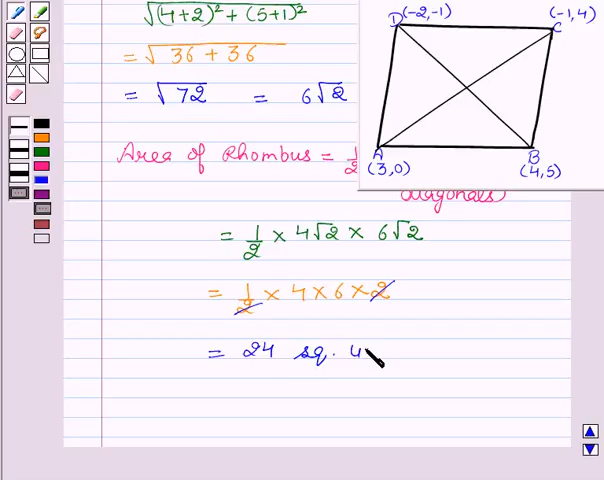 √(4+2)² + (5+1)²
= √36 + 36
= √72 = 6√2
Area of Rhombus = 1/2
diagonals)
= 1/2 × 4√2 × 6√2
= 1/2 × 4 × 6 × 2
= 24 sq. u
D(-2,-1)
(-1,4)
C
A
(3,0)
B
(4,5)